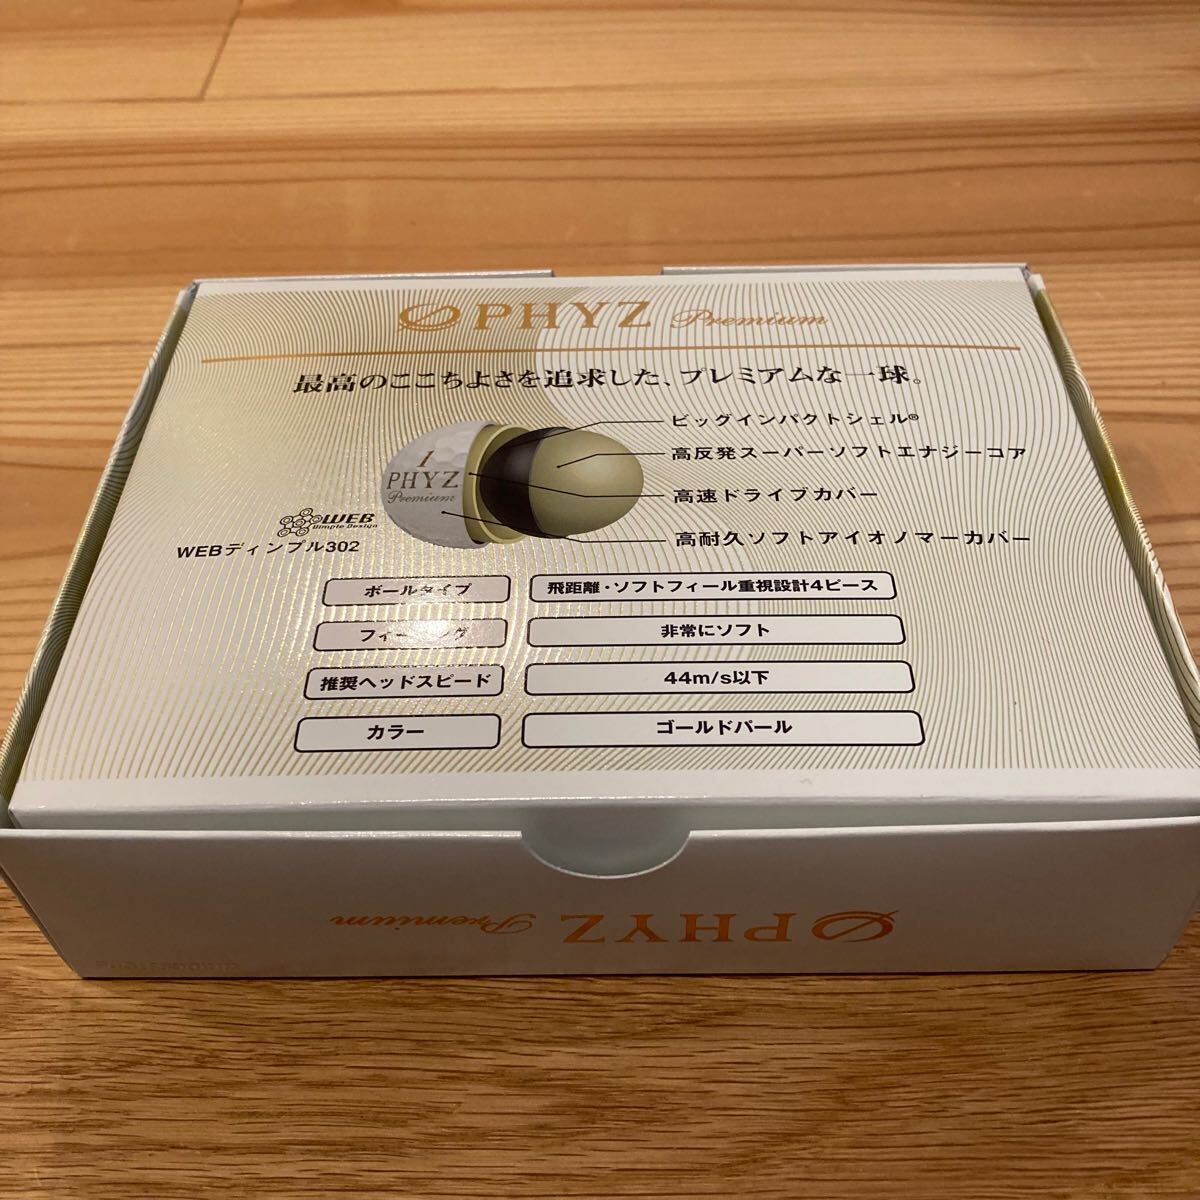 PHYZ Premium
最高のここちよさを追求した、プレミアムな一球。
ビッグインパクトシェル®
高反発スーパーソフトエナジーコア
高速ドライブカバー
高耐久ソフトアイオノマーカバー
1
PHYZ
Premium
WEB
Dimple Design
WEBディンプル302
ボールタイプ 飛距離・ソフトフィール重視設計4ピース
フィーリング 非常にソフト
推奨ヘッドスピード 44m/s以下
カラー ゴールドパール
PHYZ Premium